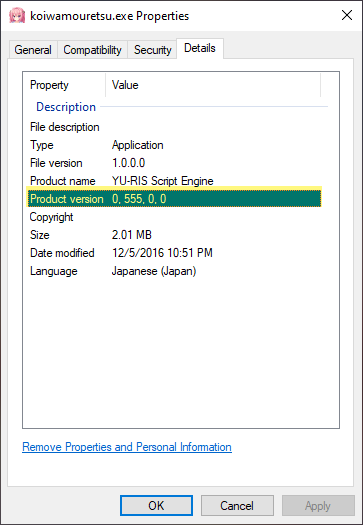 koiwamouretsu.exe Properties
General Compatibility Security Details
Property Value
Description
File description
Type Application
File version 1.0.0.0
Product name YU-RIS Script Engine
Product version 0, 555, 0, 0
Copyright
Size 2.01 MB
Date modified 12/5/2016 10:51 PM
Language Japanese (Japan)
Remove Properties and Personal Information
OK Cancel Apply